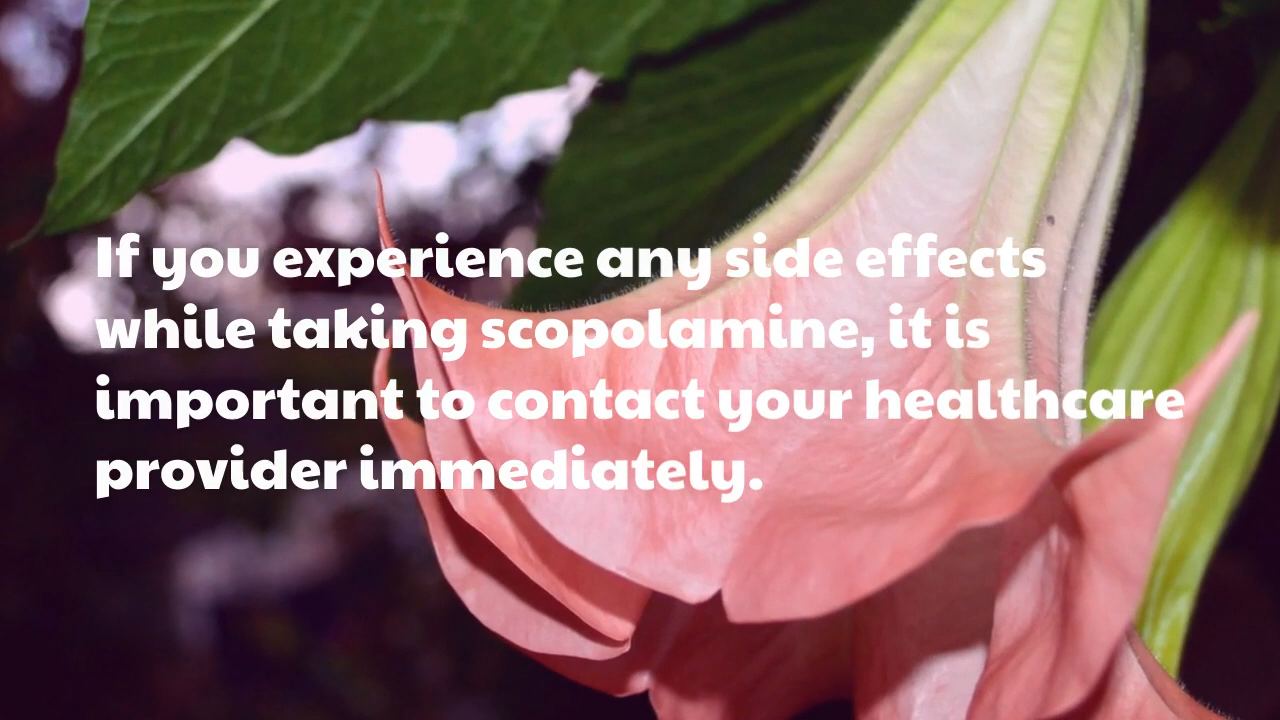 If you experience any side effects
while taking scopolamine, it is
important to contact your healthcare
provider immediately.